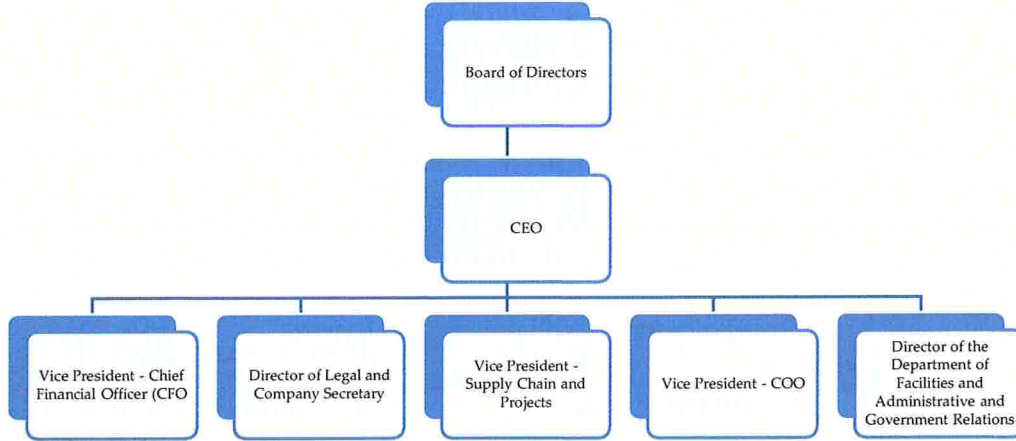 Board of Directors
CEO
Vice President - Chief
Financial Officer (CFO
Director of Legal and
Company Secretary
Vice President -
Supply Chain and
Projects
Vice President - COO
Director of the
Department of
Facilities and
Administrative and
Government Relations